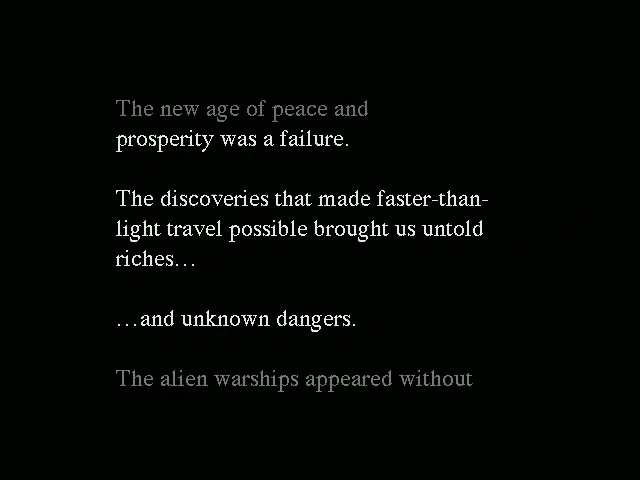 The new age of peace and
prosperity was a failure.
The discoveries that made faster-than-
light travel possible brought us untold
riches…
…and unknown dangers.
The alien warships appeared without